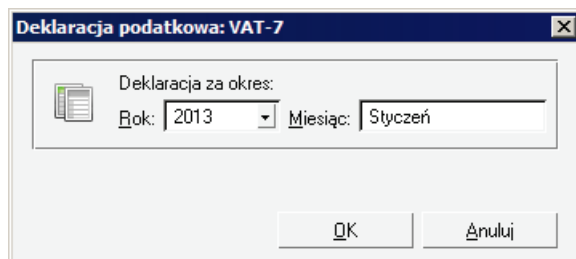 Deklaracja podatkowa: VAT-7
Deklaracja za okres:
Rok: 2013 Miesiąc: Styczeń
OK Anuluj